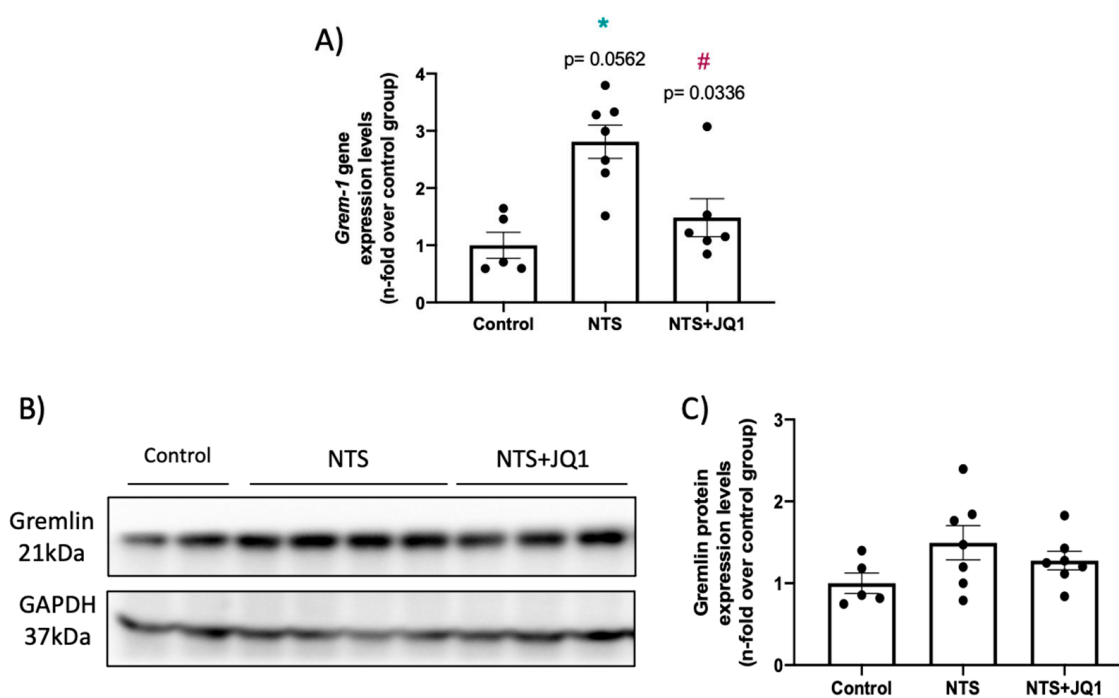 A)
*
p= 0.0562
#
p= 0.0336
Grem-1 gene
expression levels
(n-fold over control group)
4
3
2
1
0
Control NTS NTS+JQ1
B)
Control NTS NTS+JQ1
Gremlin
21kDa
GAPDH
37kDa
C)
Gremlin protein
expression levels
(n-fold over control group)
3
2
1
0
Control NTS NTS+JQ1